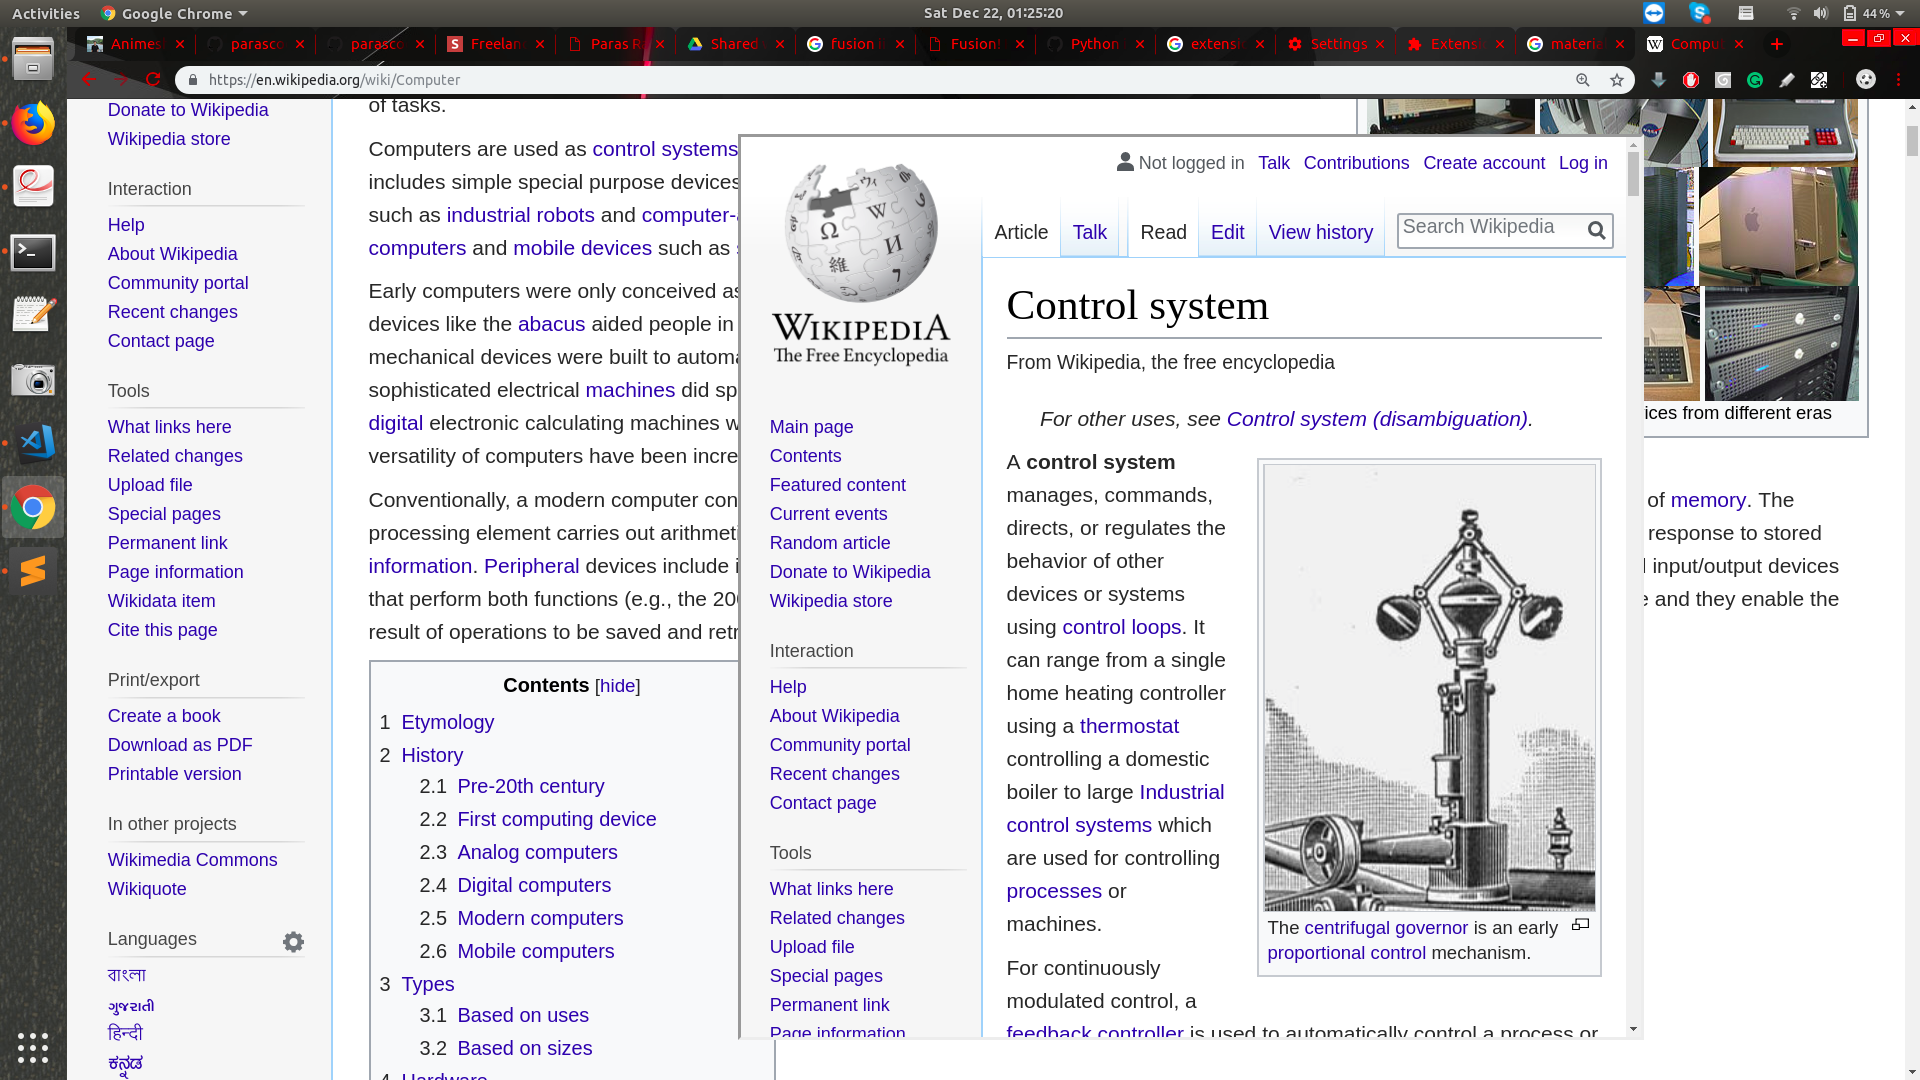 Activities
Google Chrome
Sat Dec 22, 01:25:20
44%
Animes
parasco
parasco
Freelan
Paras R
Shared
fusion
Fusion!
Python
extensi
Settings
Extensi
materia
Comput
https://en.wikipedia.org/wiki/Computer
Donate to Wikipedia
Wikipedia store
Interaction
Help
About Wikipedia
Community portal
Recent changes
Contact page
Tools
What links here
Related changes
Upload file
Special pages
Permanent link
Page information
Wikidata item
Cite this page
Print/export
Create a book
Download as PDF
Printable version
In other projects
Wikimedia Commons
Wikiquote
Languages
বাংলা
ગુજરાતી
हिन्दी
ಕನ್ನಡ
of tasks.
Computers are used as control systems
includes simple special purpose devices
such as industrial robots and computer-
computers and mobile devices such as
Early computers were only conceived as
devices like the abacus aided people in
mechanical devices were built to automa
sophisticated electrical machines did sp
digital electronic calculating machines w
versatility of computers have been incre
Conventionally, a modern computer con
processing element carries out arithmeti
information. Peripheral devices include i
that perform both functions (e.g., the 200
result of operations to be saved and retr
Contents [hide]
1 Etymology
2 History
2.1 Pre-20th century
2.2 First computing device
2.3 Analog computers
2.4 Digital computers
2.5 Modern computers
2.6 Mobile computers
3 Types
3.1 Based on uses
3.2 Based on sizes
4 Hardware
Not logged in Talk Contributions Create account Log in
Article Talk Read Edit View history
Search Wikipedia
WIKIPEDIA
The Free Encyclopedia
Main page
Contents
Featured content
Current events
Random article
Donate to Wikipedia
Wikipedia store
Interaction
Help
About Wikipedia
Community portal
Recent changes
Contact page
Tools
What links here
Related changes
Upload file
Special pages
Permanent link
Page information
Control system
From Wikipedia, the free encyclopedia
For other uses, see Control system (disambiguation).
A control system
manages, commands,
directs, or regulates the
behavior of other
devices or systems
using control loops. It
can range from a single
home heating controller
using a thermostat
controlling a domestic
boiler to large Industrial
control systems which
are used for controlling
processes or
machines.
For continuously
modulated control, a
feedback controller is used to automatically control a process or
The centrifugal governor is an early
proportional control mechanism.
ices from different eras
of memory. The
response to stored
input/output devices
e and they enable the